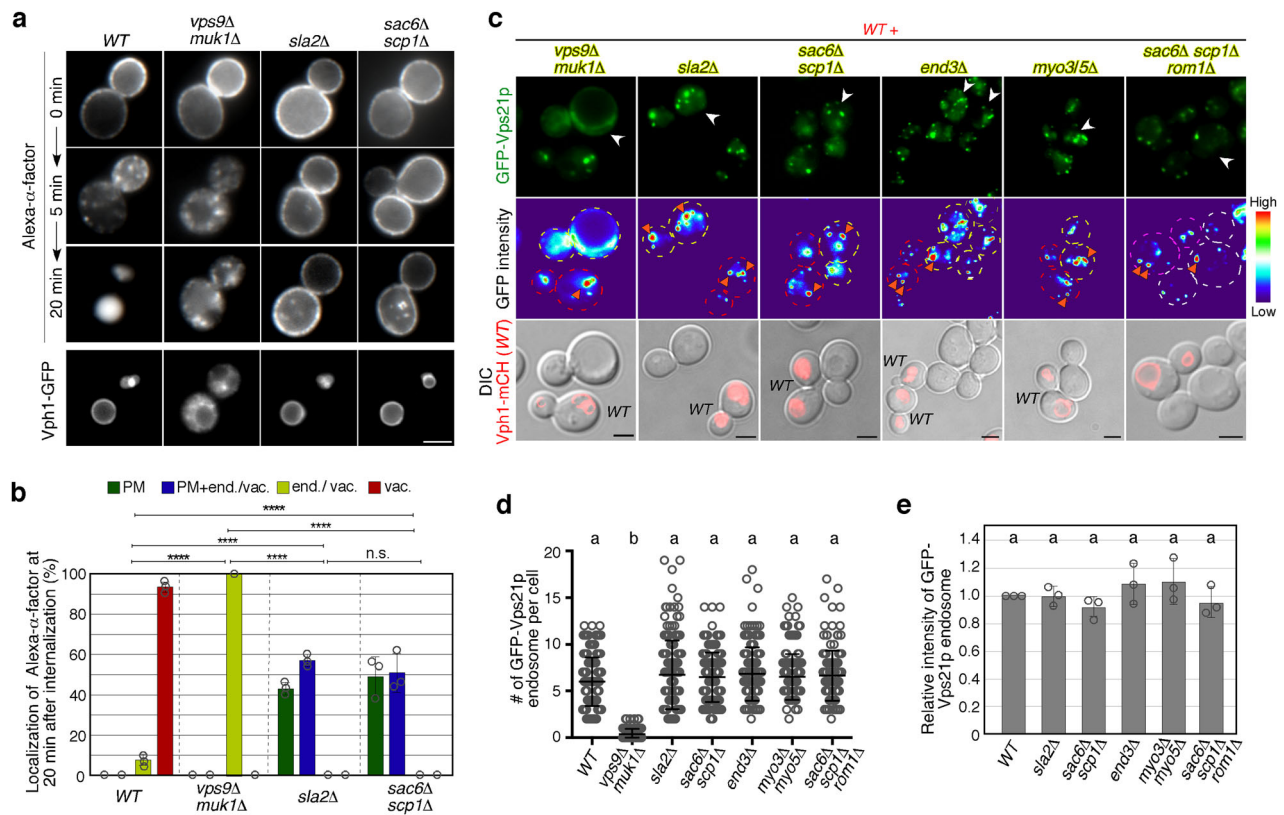 a
WT
vps9Δ
muk1Δ
sla2Δ
sac6Δ
scp1Δ
Alexa-α-factor
0 min
5 min
20 min
Vph1-GFP
b
PM
PM+end./vac.
end./ vac.
vac.
****
****
****
****
****
n.s.
Localization of Alexa-α-factor at
20 min after internalization (%)
100
80
60
40
20
0
WT
vps9Δ
muk1Δ
sla2Δ
sac6Δ
scp1Δ
c
WT +
vps9Δ
muk1Δ
sla2Δ
sac6Δ
scp1Δ
end3Δ
myo3/5Δ
sac6Δ scp1Δ
rom1Δ
GFP-Vps21p
GFP intensity
High
Low
DIC
Vph1-mCH (WT)
WT
WT
WT
WT
WT
WT
WT
d
# of GFP-Vps21p
endosome per cell
a b a a a a a
20
15
10
5
0
WT
vps9Δ
muk1Δ
sla2Δ
sac6Δ
scp1Δ
end3Δ
myo3Δ
myo5Δ
sac6Δ
scp1Δ
rom1Δ
e
Relative intensity of GFP-
Vps21p endosome
a a a a a a
1.4
1.2
1.0
0.8
0.6
0.4
0.2
0
WT
sla2Δ
sac6Δ
scp1Δ
end3Δ
myo3Δ
myo5Δ
sac6Δ
scp1Δ
rom1Δ